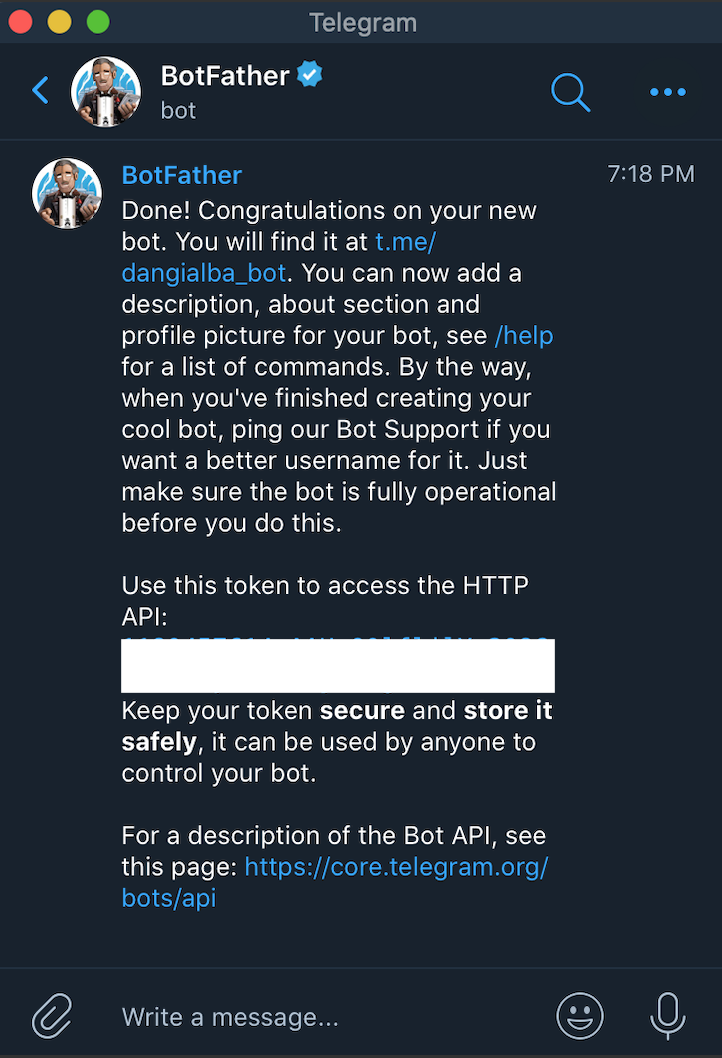 Telegram
BotFather
bot
BotFather 7:18 PM
Done! Congratulations on your new
bot. You will find it at t.me/
dangialba_bot. You can now add a
description, about section and
profile picture for your bot, see /help
for a list of commands. By the way,
when you've finished creating your
cool bot, ping our Bot Support if you
want a better username for it. Just
make sure the bot is fully operational
before you do this.
Use this token to access the HTTP
API:
Keep your token secure and store it
safely, it can be used by anyone to
control your bot.
For a description of the Bot API, see
this page: https://core.telegram.org/
bots/api
Write a message...